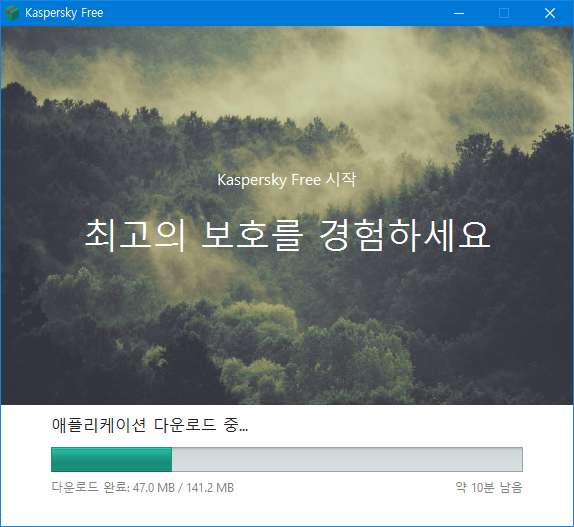 Kaspersky Free
Kaspersky Free 시작
최고의 보호를 경험하세요
애플리케이션 다운로드 중...
다운로드 완료: 47.0 MB / 141.2 MB
약 10분 남음